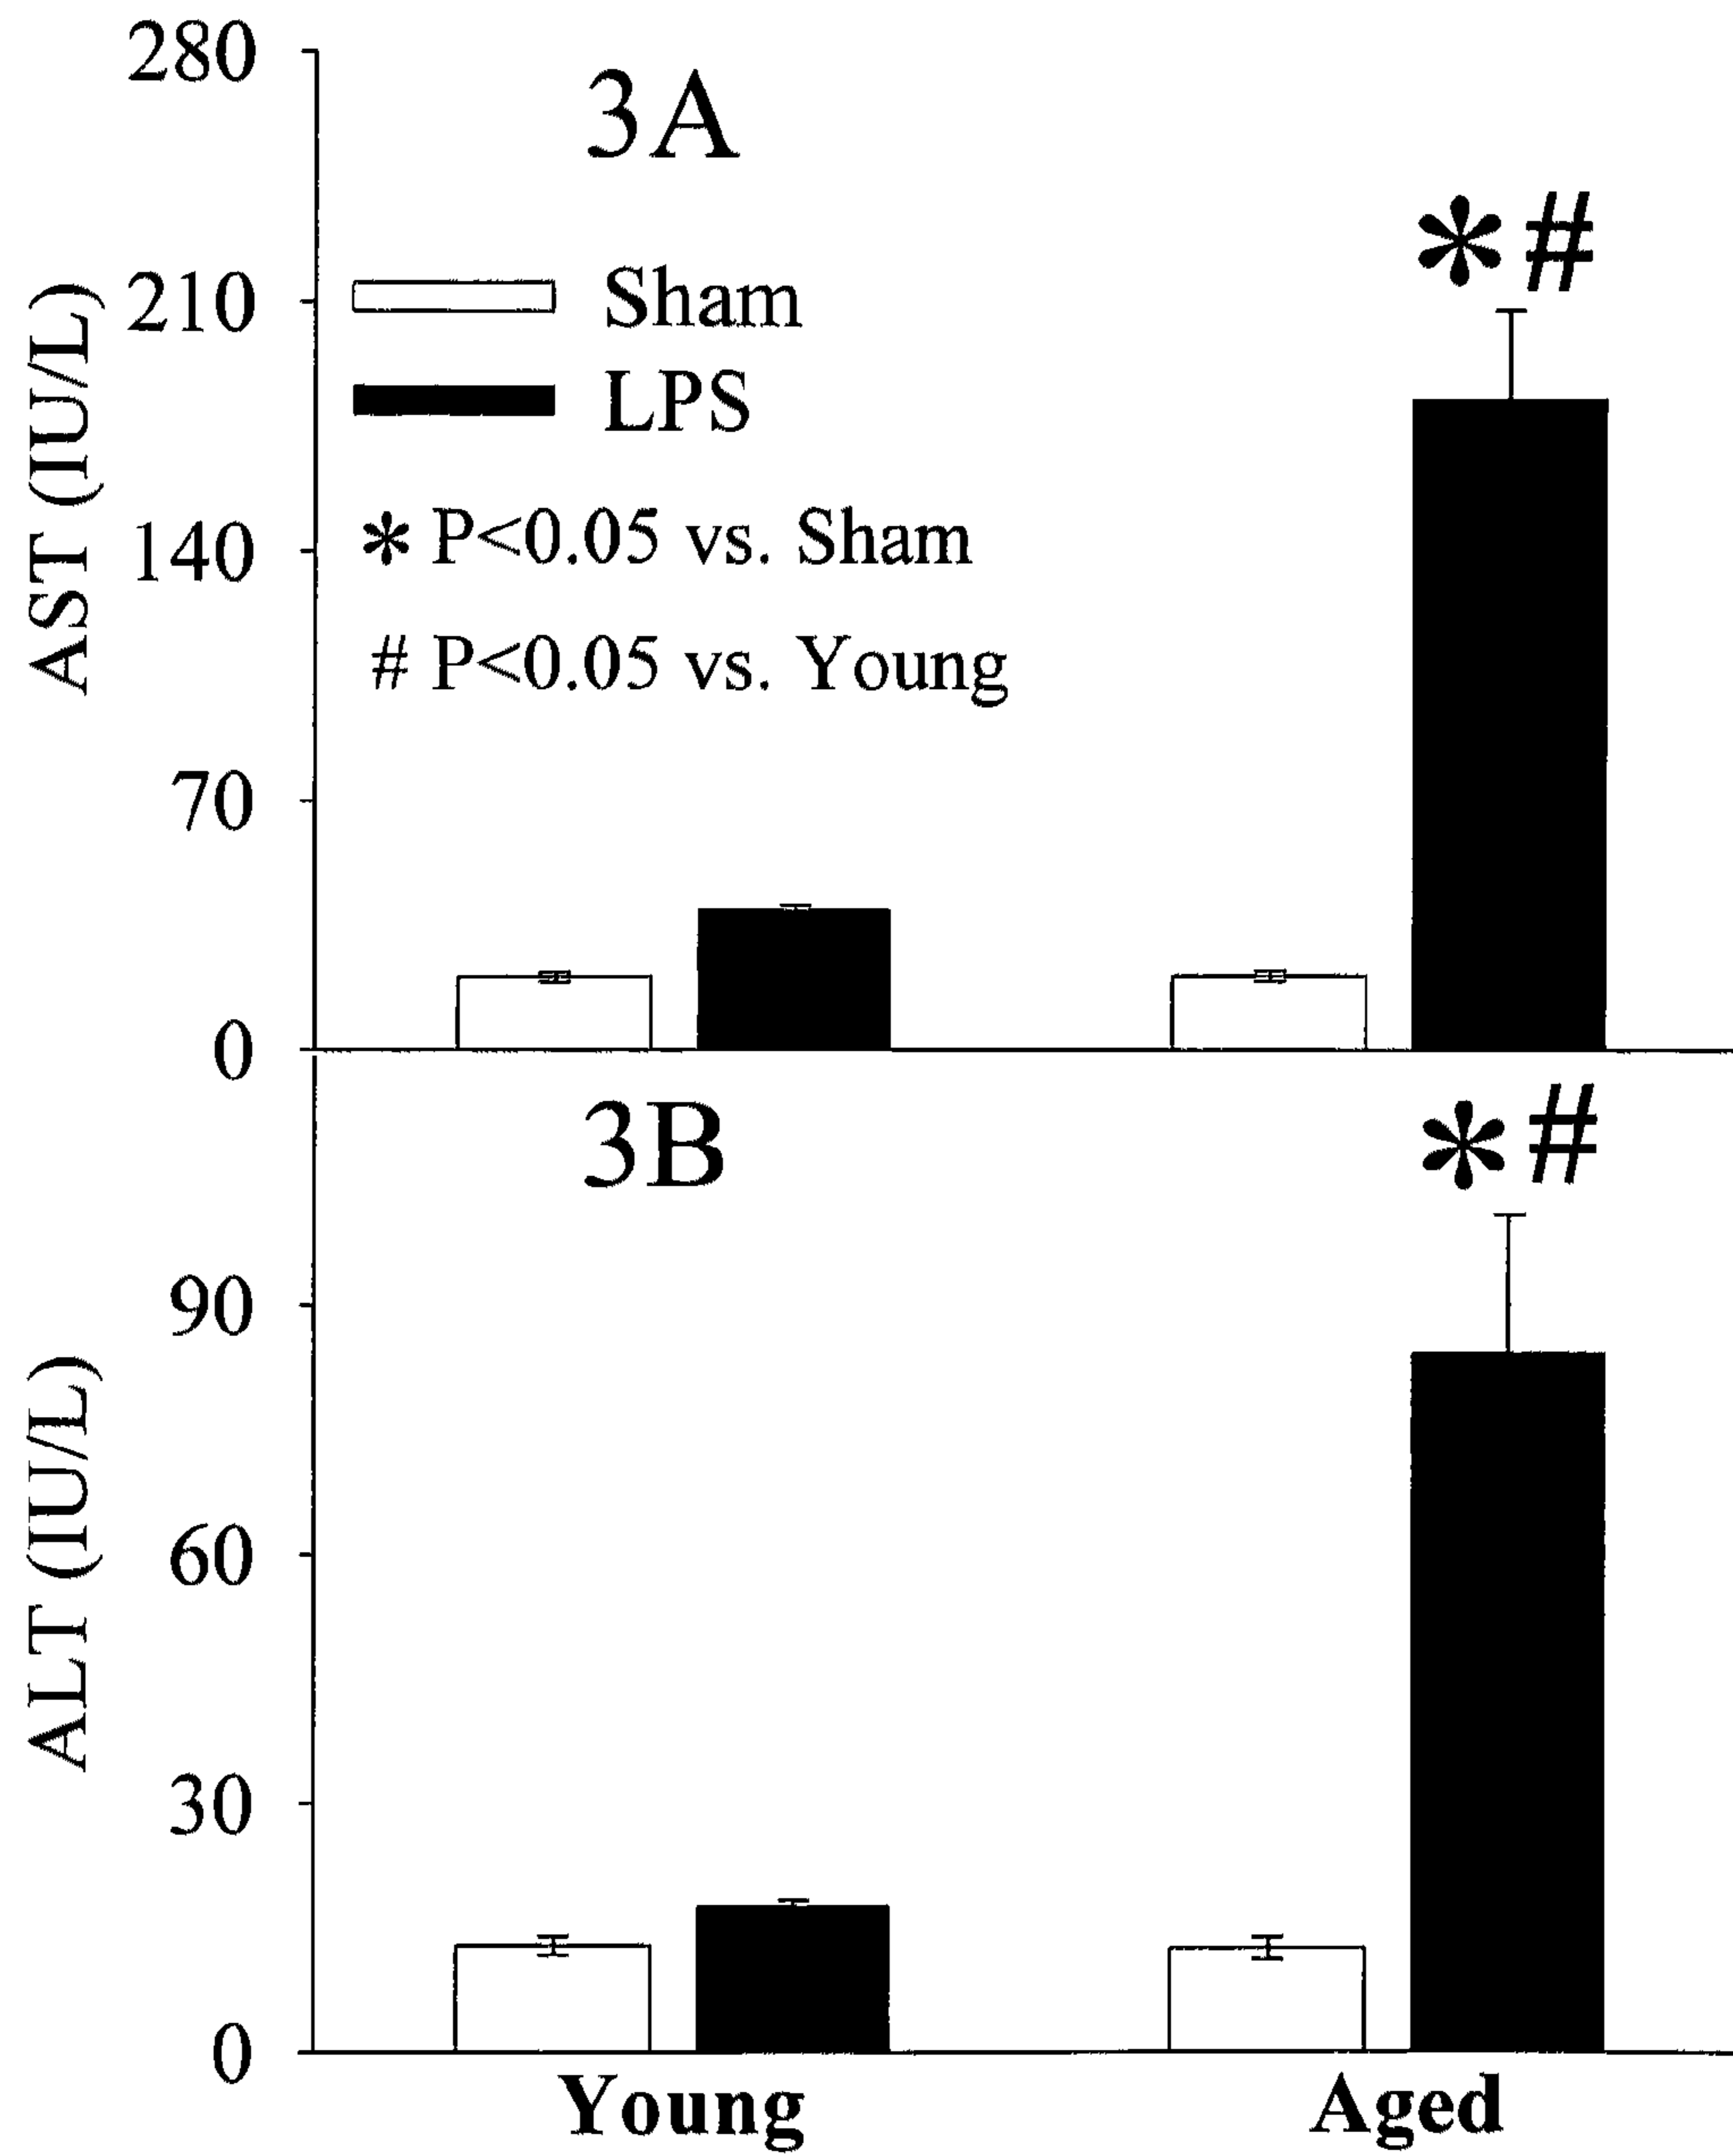 280
3A
*#
210
Sham
LPS
AST (IU/L)
140
* P<0.05 vs. Sham
# P<0.05 vs. Young
70
0
3B
*#
90
ALT (IU/L)
60
30
0
Young Aged